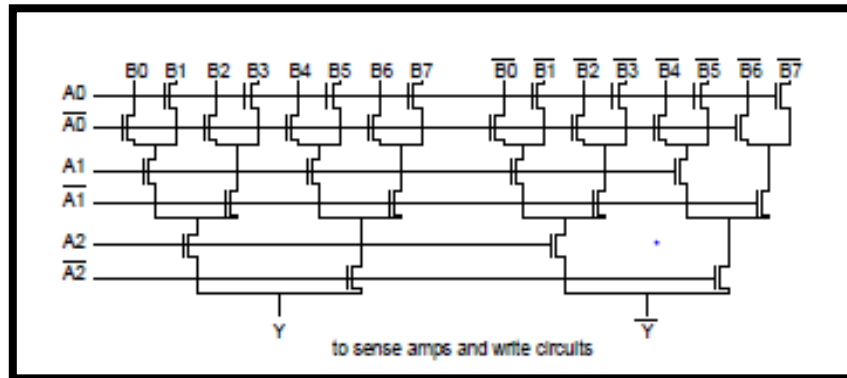 B0 B1 B2 B3 B4 B5 B6 B7 B̅0̅ B̅1̅ B̅2̅ B̅3̅ B̅4̅ B̅5̅ B̅6̅ B̅7̅
A0
A̅0̅
A1
A̅1̅
A2
A̅2̅
Y Y̅
to sense amps and write circuits